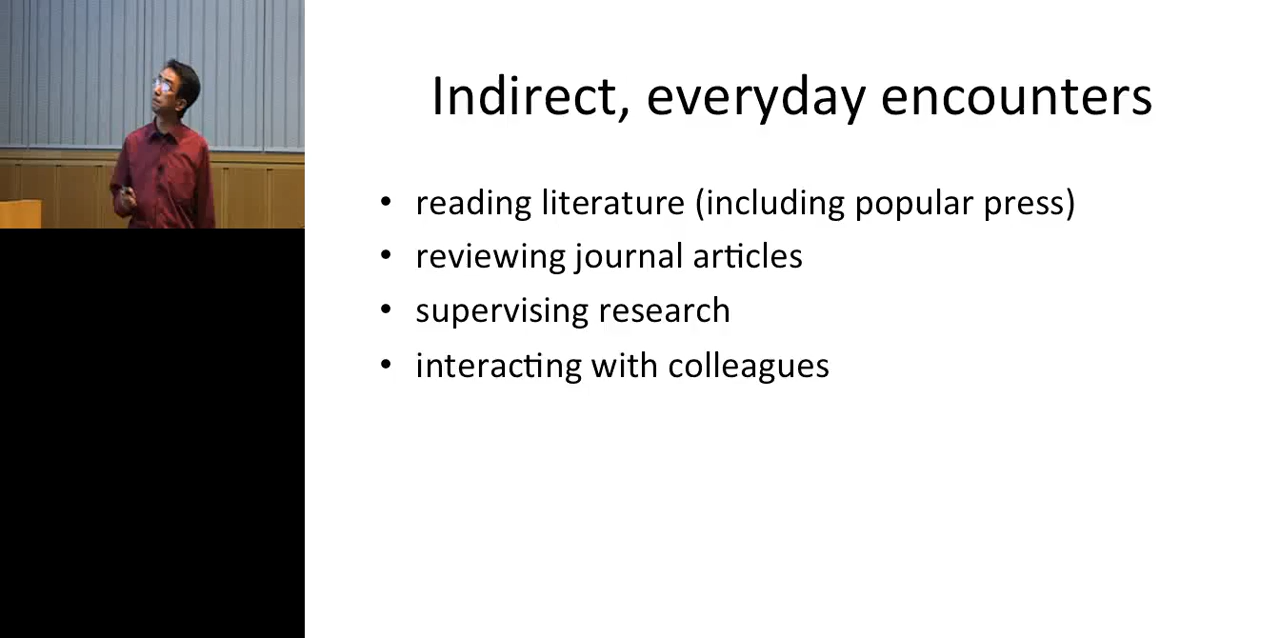 Indirect, everyday encounters
• reading literature (including popular press)
• reviewing journal articles
• supervising research
• interacting with colleagues